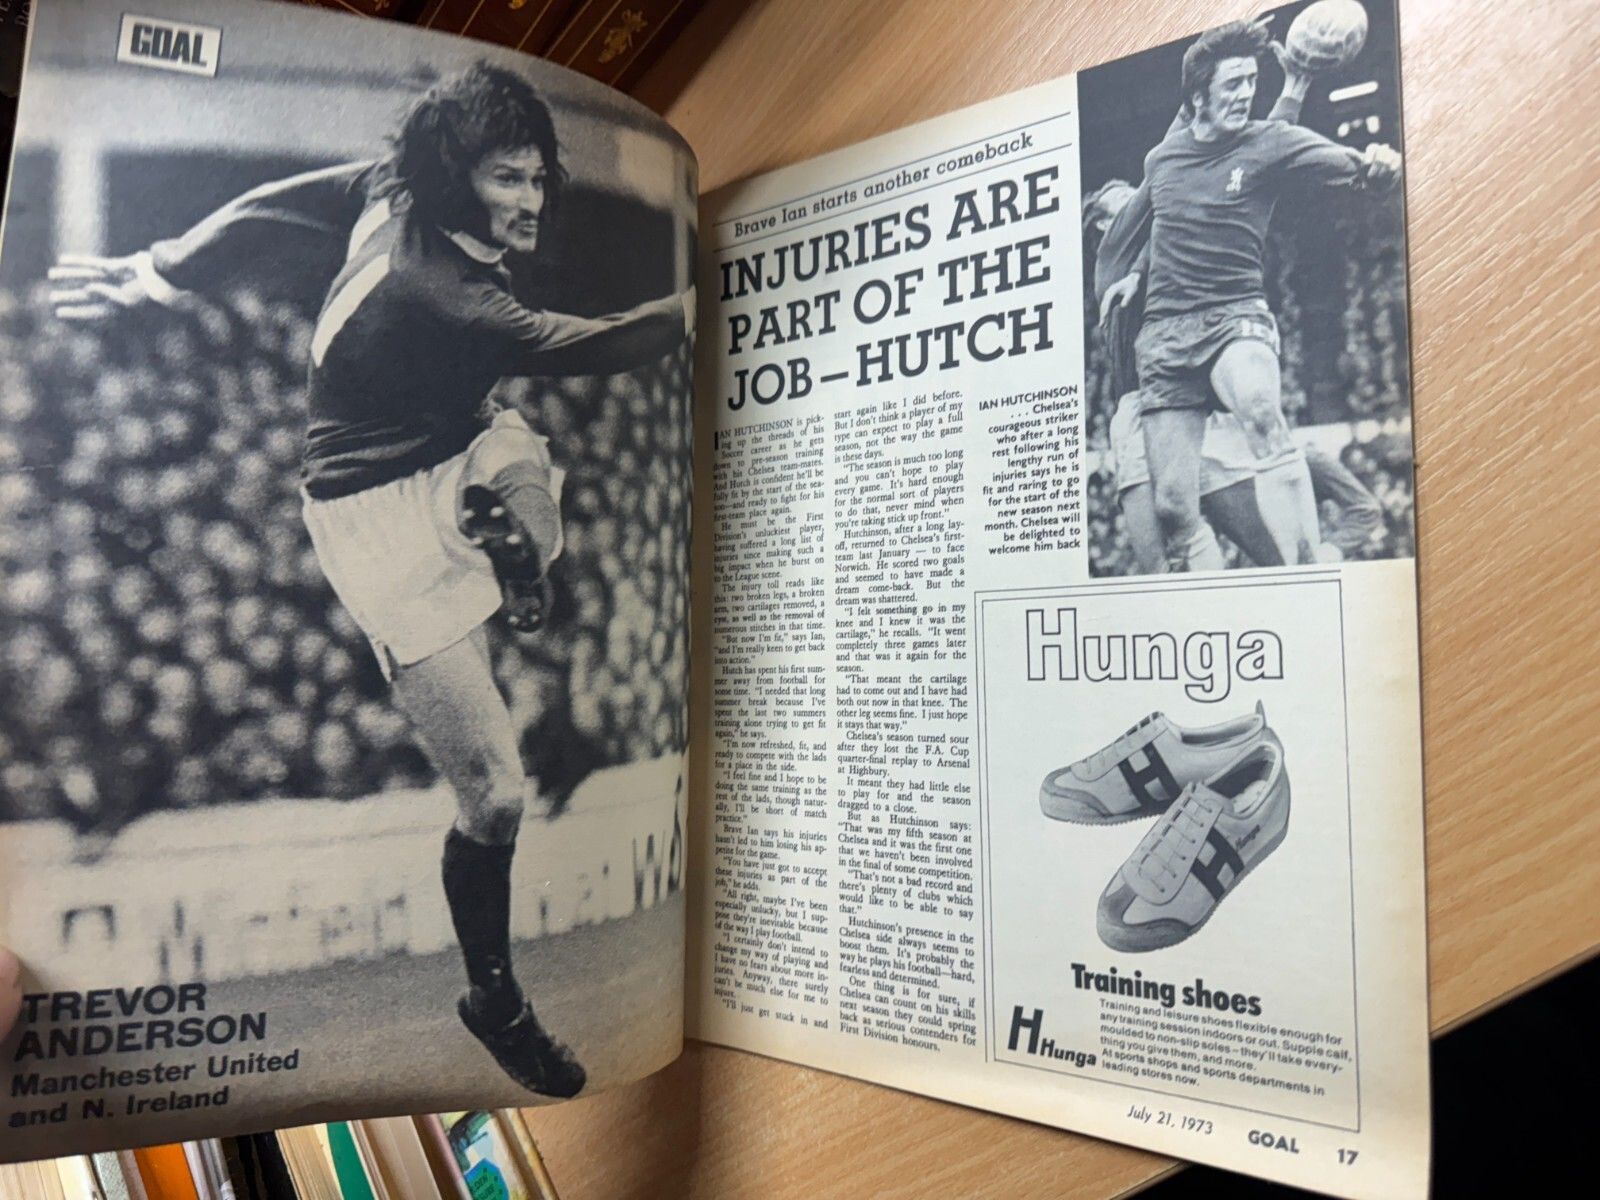 GOAL
TREVOR
ANDERSON
Manchester United
and N. Ireland
Brave Ian starts another comeback
INJURIES ARE
PART OF THE
JOB – HUTCH
IAN HUTCHINSON is pick-
ing up the threads of his
Soccer career as he gets
down to pre-season training
with his Chelsea team-mates.
And Hutch is confident he'll be
fully fit by the start of the sea-
son—and ready to fight for his
first-team place again.
He must be the First
Division's unluckiest player,
having suffered a long list of
injuries since making such a
big impact when he burst on
to the League scene.
The injury toll reads like
this: two broken legs, a broken
arm, two cartilages removed, a
cyst, as well as the removal of
numerous stitches in that time.
"But now I'm fit," says Ian,
"and I'm really keen to get back
into action."
Hutch has spent his first sum-
mer away from football for
some time. "I needed that long
summer break because I've
spent the last two summers
training alone trying to get fit
again," he says.
"I'm now refreshed, fit, and
ready to compete with the lads
for a place in the side.
"I feel fine and I hope to be
doing the same training as the
rest of the lads, though natur-
ally, I'll be short of match
practice."
Brave Ian says his injuries
hasn't led to him losing his ap-
petite for the game.
"You have just got to accept
these injuries as part of the
job," he adds.
"All right, maybe I've been
especially unlucky, but I sup-
pose they're inevitable because
of the way I play football.
"I certainly don't intend to
change my way of playing and
I have no fears about more in-
juries. Anyway, there surely
can't be much else for me to
injure.
"I'll just get stuck in and
start again like I did before.
But I don't think a player of my
type can expect to play a full
season, not the way the game
is these days.
"The season is much too long
and you can't hope to play
every game. It's hard enough
for the normal sort of players
to do that, never mind when
you're taking stick up front."
Hutchinson, after a long lay-
off, returned to Chelsea's first-
team last January — to face
Norwich. He scored two goals
and seemed to have made a
dream come-back. But the
dream was shattered.
"I felt something go in my
knee and I knew it was the
cartilage," he recalls. "It went
completely three games later
and that was it again for the
season.
"That meant the cartilage
had to come out and I have had
both out now in that knee. The
other leg seems fine. I just hope
it stays that way."
Chelsea's season turned sour
after they lost the F.A. Cup
quarter-final replay to Arsenal
at Highbury.
It meant they had little else
to play for and the season
dragged to a close.
But as Hutchinson says:
"That was my fifth season at
Chelsea and it was the first one
that we haven't been involved
in the final of some competition.
"That's not a bad record and
there's plenty of clubs which
would like to be able to say
that."
Hutchinson's presence in the
Chelsea side always seems to
boost them. It's probably the
way he plays his football—hard,
fearless and determined.
One thing is for sure, if
Chelsea can count on his skills
next season they could spring
back as serious contenders for
First Division honours.
IAN HUTCHINSON
. . . Chelsea's
courageous striker
who after a long
rest following his
lengthy run of
injuries says he is
fit and raring to go
for the start of the
new season next
month. Chelsea will
be delighted to
welcome him back
Hunga
H
H
Hunga
Training shoes
Training and leisure shoes flexible enough for
any training session indoors or out. Supple calf,
moulded to non-slip soles – they'll take every-
thing you give them, and more.
At sports shops and sports departments in
leading stores now.
H Hunga
July 21, 1973 GOAL 17